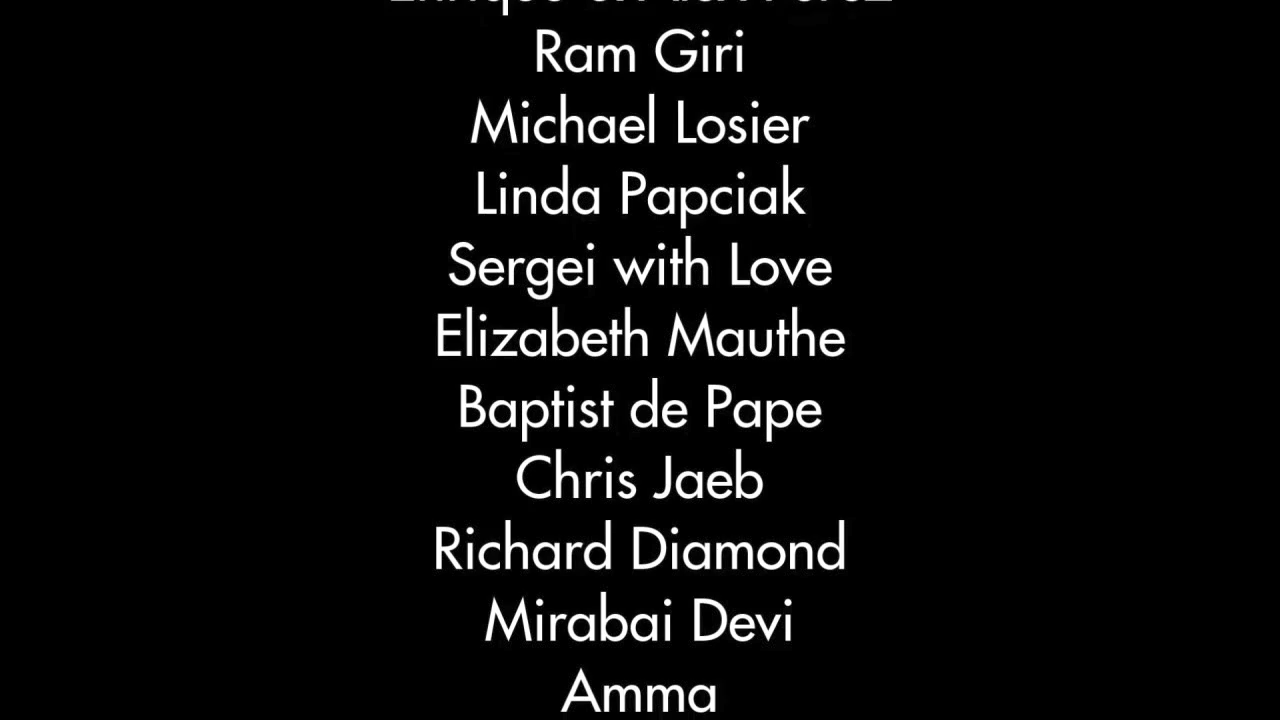 Ram Giri
Michael Losier
Linda Papciak
Sergei with Love
Elizabeth Mauthe
Baptist de Pape
Chris Jaeb
Richard Diamond
Mirabai Devi
Amma